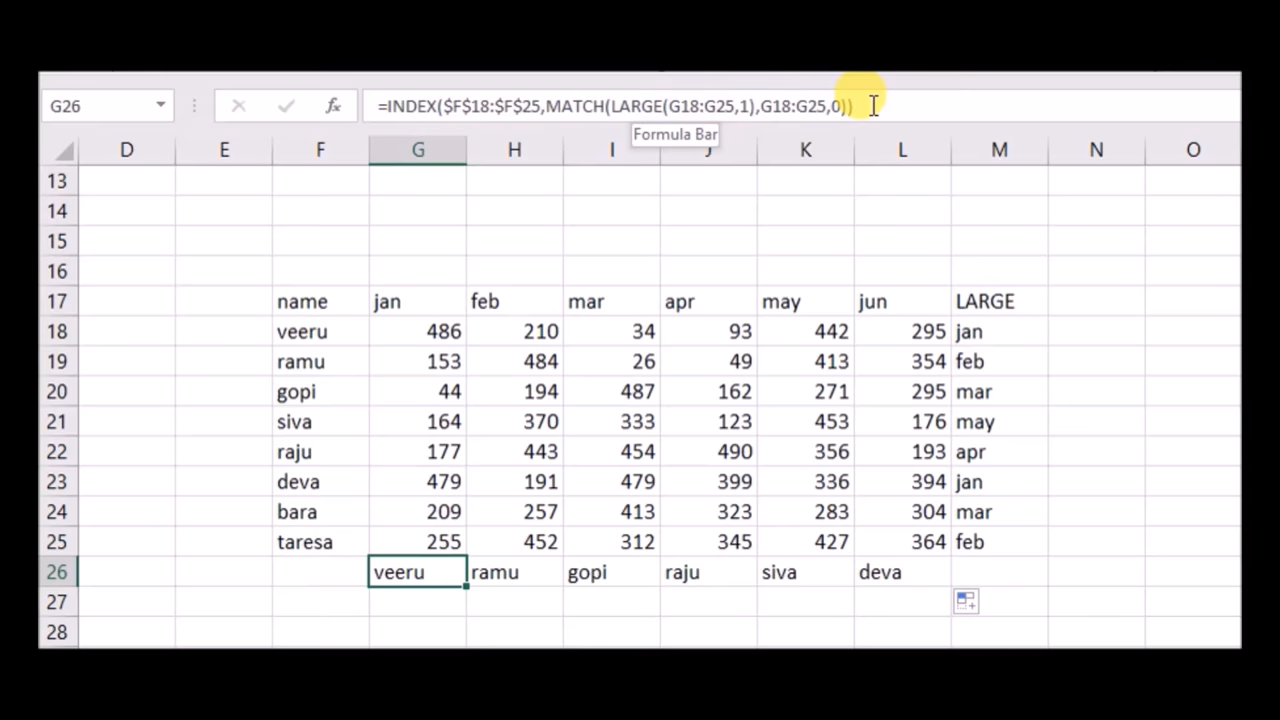 G26 fx =INDEX($F$18:$F$25,MATCH(LARGE(G18:G25,1),G18:G25,0))
Formula Bar
D E F G H I J K L M N O
13
14
15
16
17 name jan feb mar apr may jun LARGE
18 veeru 486 210 34 93 442 295 jan
19 ramu 153 484 26 49 413 354 feb
20 gopi 44 194 487 162 271 295 mar
21 siva 164 370 333 123 453 176 may
22 raju 177 443 454 490 356 193 apr
23 deva 479 191 479 399 336 394 jan
24 bara 209 257 413 323 283 304 mar
25 taresa 255 452 312 345 427 364 feb
26 veeru ramu gopi raju siva deva
27
28